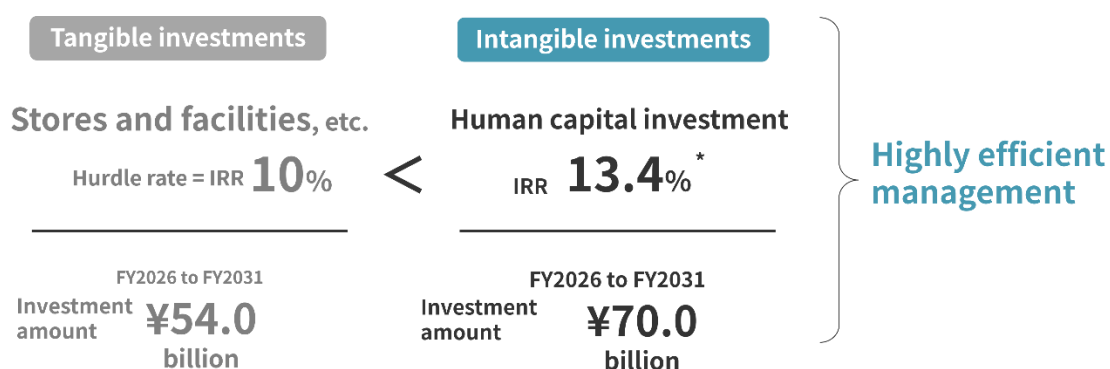 Tangible investments
Stores and facilities, etc.
Hurdle rate = IRR 10%
FY2026 to FY2031
Investment amount ¥54.0 billion
<
Intangible investments
Human capital investment
IRR 13.4%*
FY2026 to FY2031
Investment amount ¥70.0 billion
Highly efficient
management